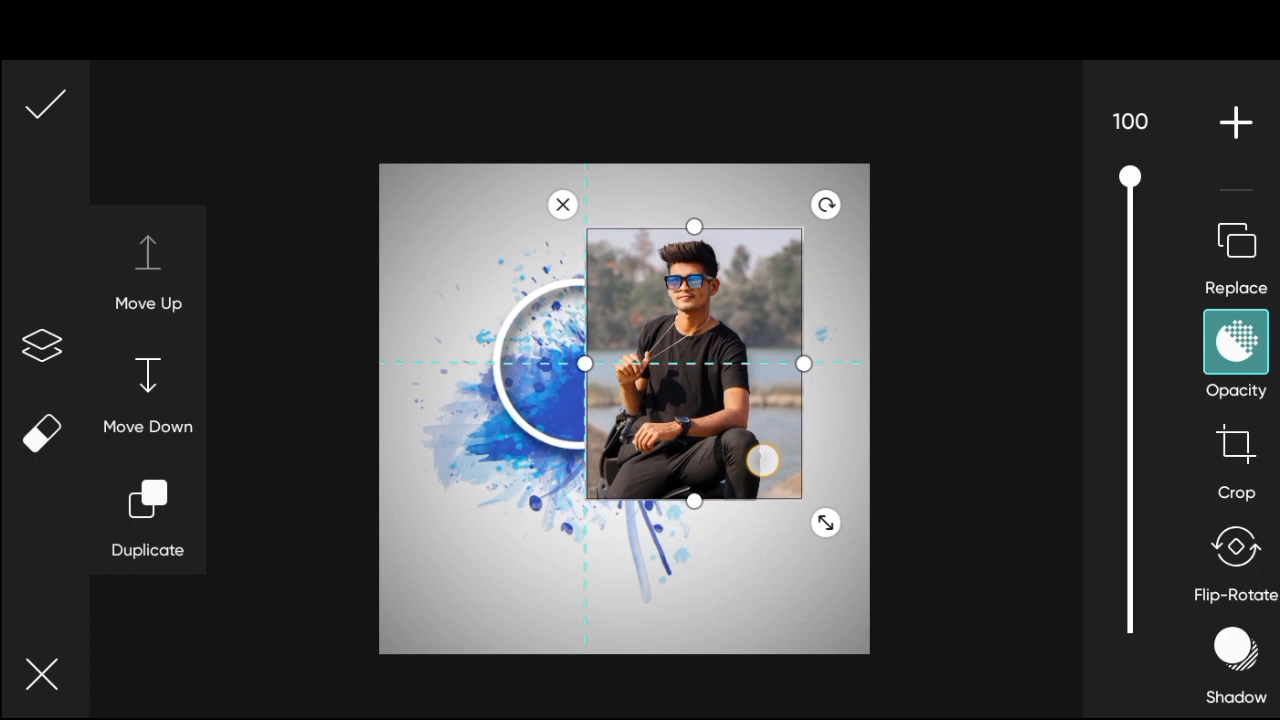 100
Move Up
Move Down
Duplicate
Replace
Opacity
Crop
Flip-Rotate
Shadow